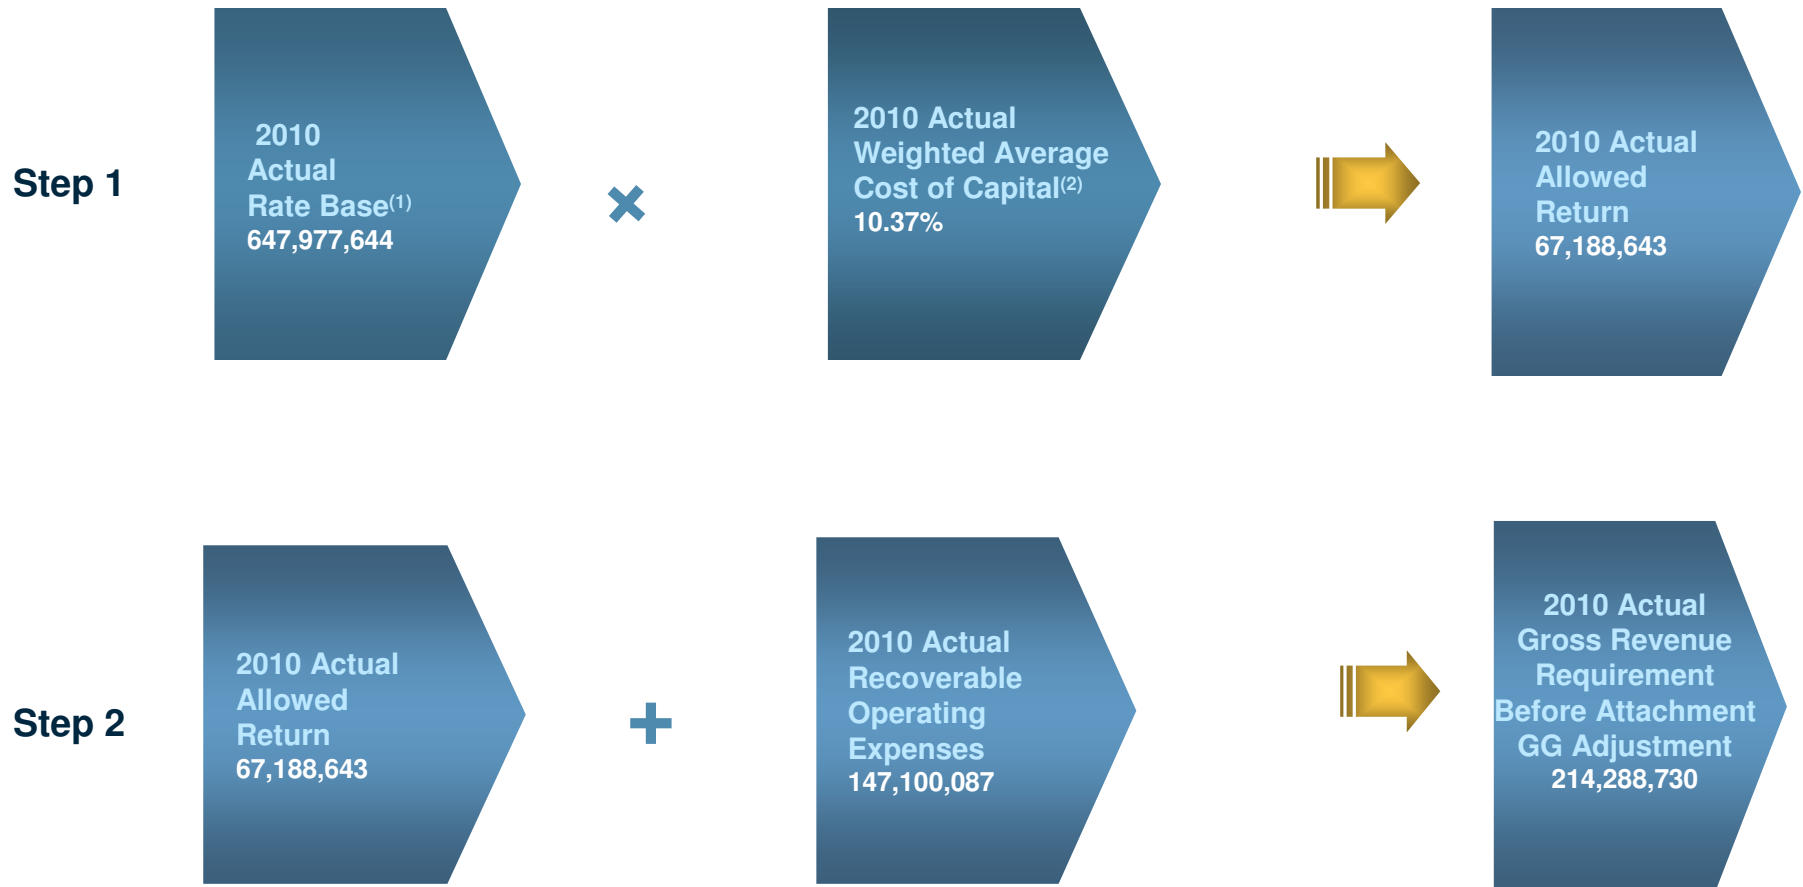 Step 1
2010
Actual
Rate Base(1)
647,977,644
×
2010 Actual
Weighted Average
Cost of Capital(2)
10.37%
2010 Actual
Allowed
Return
67,188,643
Step 2
2010 Actual
Allowed
Return
67,188,643
+
2010 Actual
Recoverable
Operating
Expenses
147,100,087
2010 Actual
Gross Revenue
Requirement
Before Attachment
GG Adjustment
214,288,730